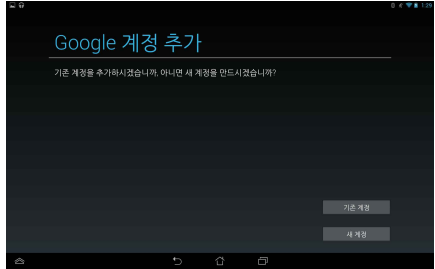 1:29
Google 계정 추가
기존 계정을 추가하시겠습니까, 아니면 새 계정을 만드시겠습니까?
기존 계정
새 계정